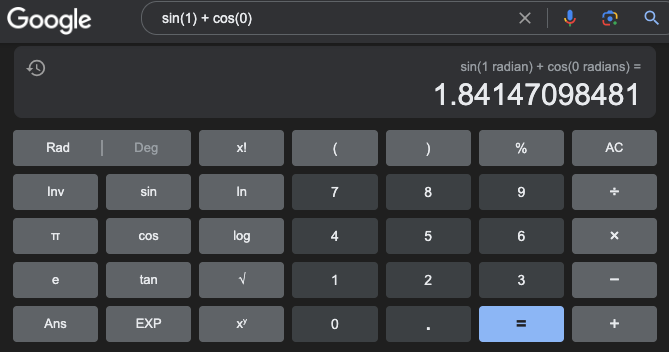 Google sin(1) + cos(0)
sin(1 radian) + cos(0 radians) =
1.84147098481
Rad | Deg x! ( ) % AC
Inv sin ln 7 8 9 ÷
π cos log 4 5 6 ×
e tan √ 1 2 3 −
Ans EXP xʸ 0 . = +